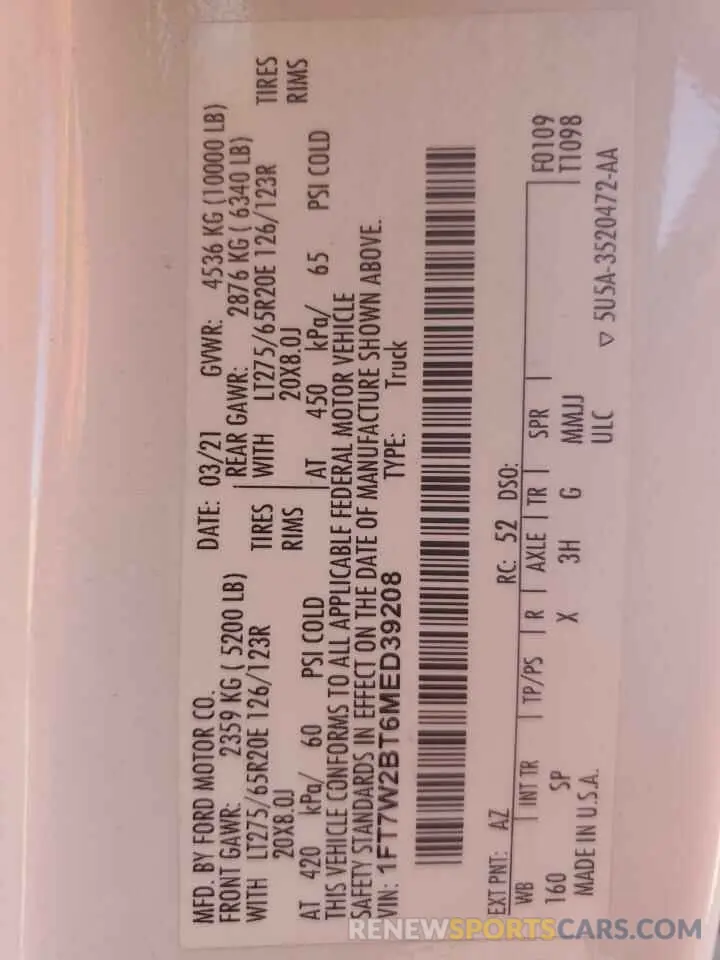 MFD. BY FORD MOTOR CO.
DATE: 03/21 GVWR: 4536 KG (10000 LB)
FRONT GAWR: 2359 KG ( 5200 LB) REAR GAWR: 2876 KG ( 6340 LB)
WITH LT275/65R20E 126/123R TIRES WITH LT275/65R20E 126/123R TIRES
20X8.0J RIMS 20X8.0J RIMS
AT 420 kPa/ 60 PSI COLD AT 450 kPa/ 65 PSI COLD
THIS VEHICLE CONFORMS TO ALL APPLICABLE FEDERAL MOTOR VEHICLE
SAFETY STANDARDS IN EFFECT ON THE DATE OF MANUFACTURE SHOWN ABOVE.
VIN: 1FT7W2BT6MED39208 TYPE: Truck
EXT PNT: AZ RC: 52 DSO: F0109
WB INT TR TP/PS R AXLE TR SPR T1098
160 SP X 3H G MMJJ
MADE IN U.S.A. ULC ▽ 5U5A-3520472-AA
RENEWSPORTSCARS.COM